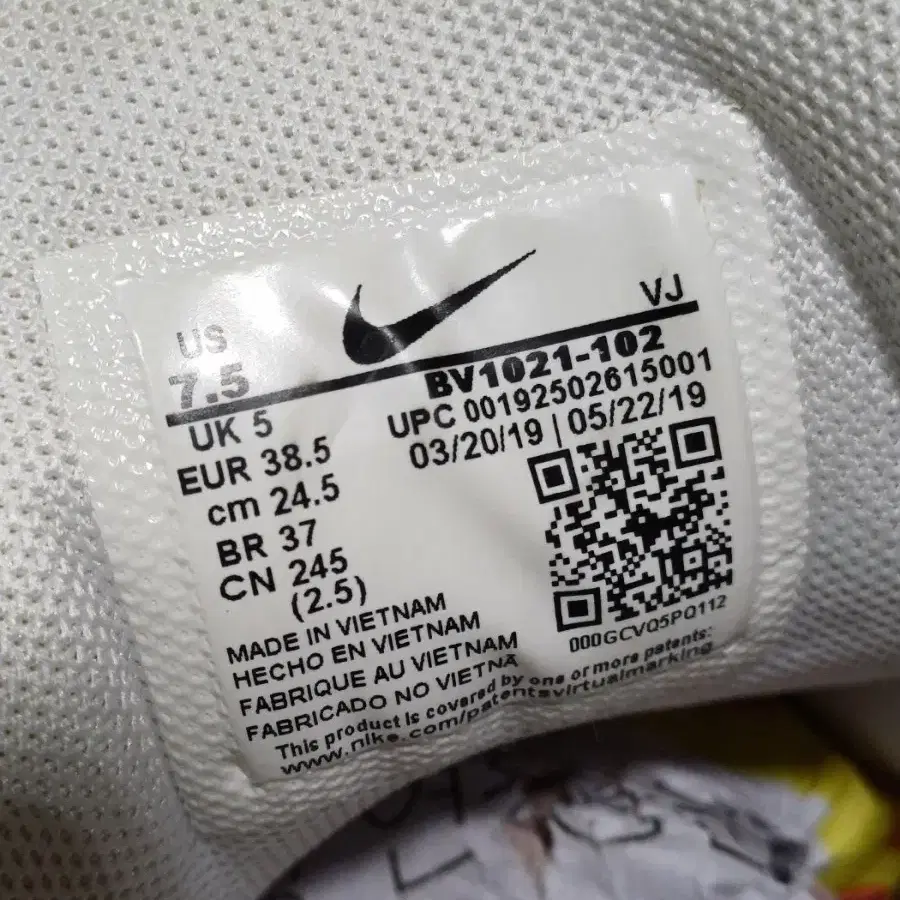 US
7.5
VJ
BV1021-102
UPC 00192502615001
03/20/19 | 05/22/19
UK 5
EUR 38.5
cm 24.5
BR 37
CN 245
(2.5)
000GCVQ5PQ112
MADE IN VIETNAM
HECHO EN VIETNAM
FABRIQUE AU VIETNAM
FABRICADO NO VIETNÃ
This product is covered by one or more patents:
www.nike.com/patentsvirtualmarking